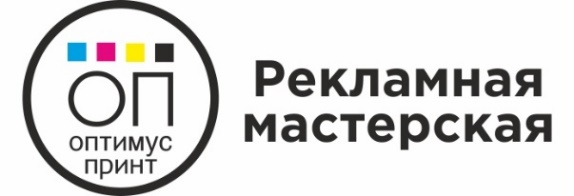 ОП
оптимус
принт
Рекламная
мастерская